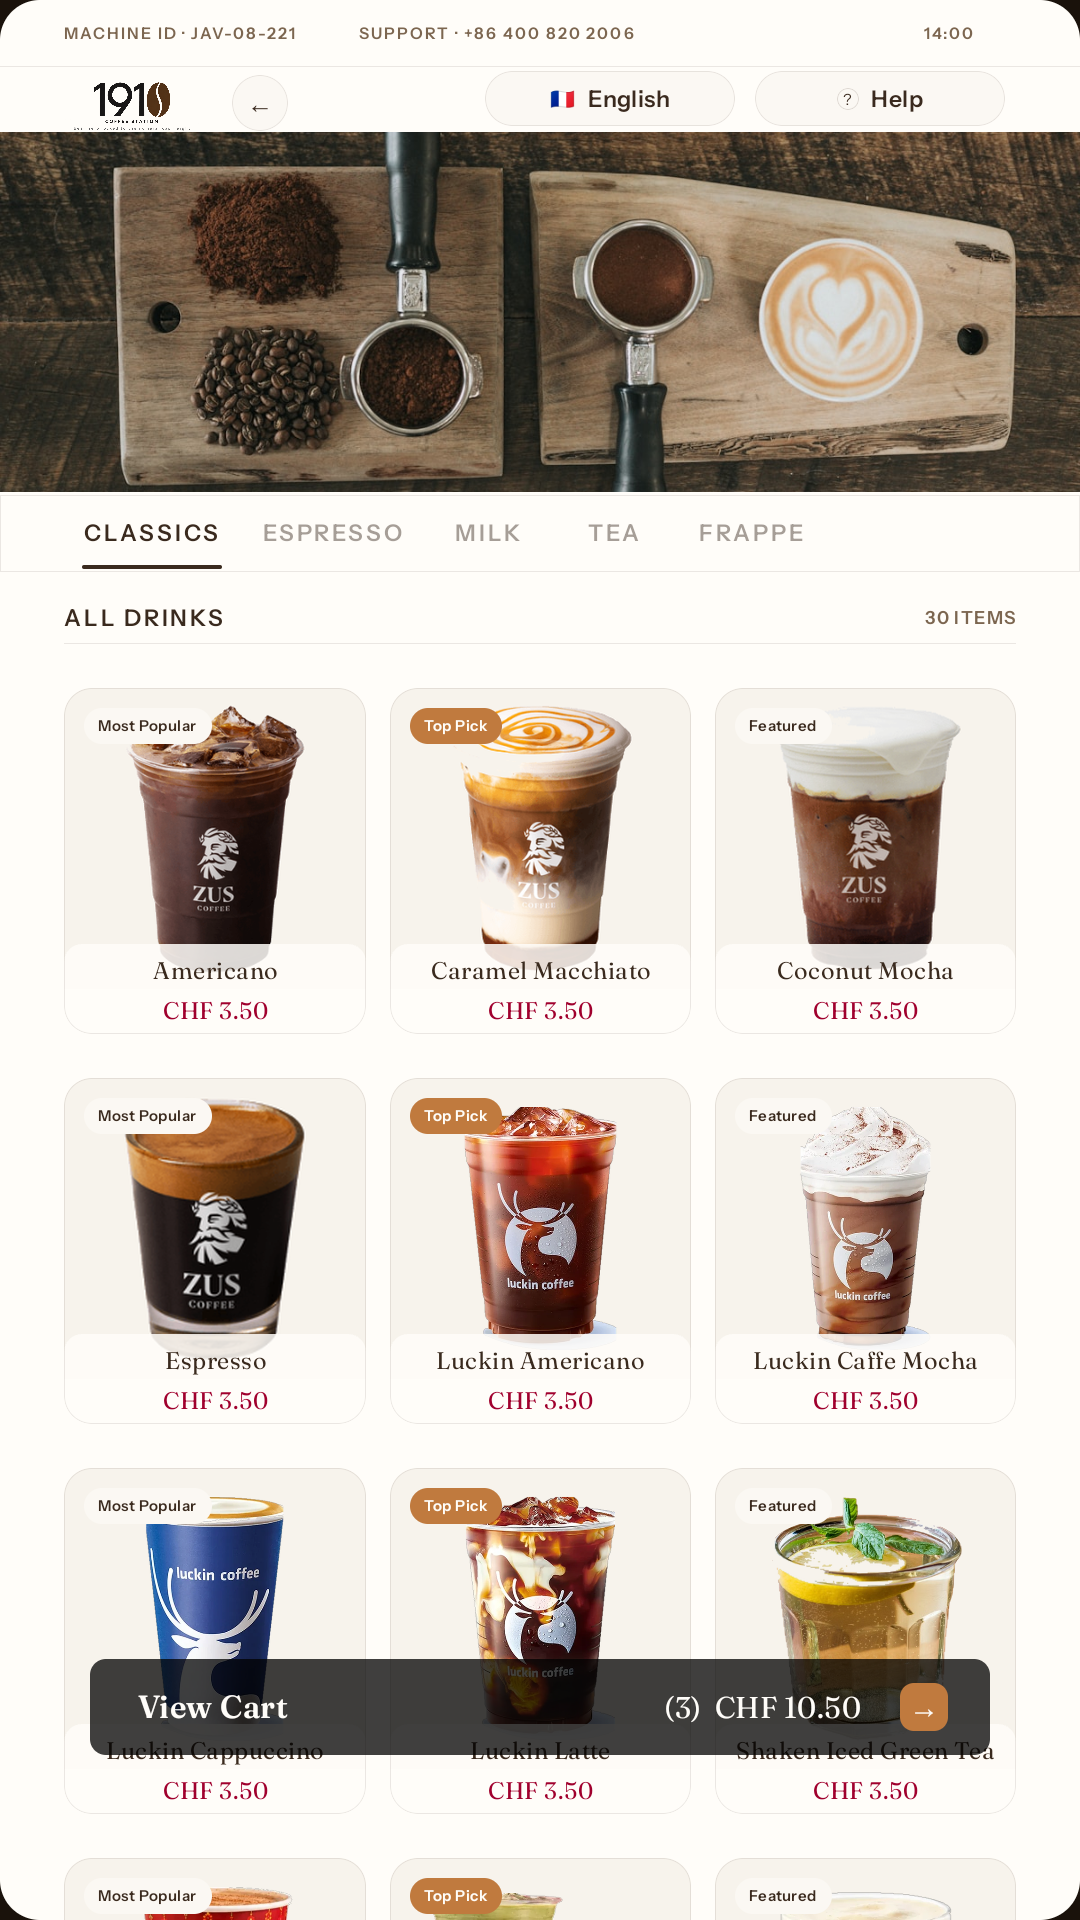 MACHINE ID · JAV-08-221
SUPPORT · +86 400 820 2006
14:00
1910
COFFEE STATION
←
English
? Help
CLASSICS
ESPRESSO
MILK
TEA
FRAPPE
ALL DRINKS
30 ITEMS
Most Popular
ZUS
COFFEE
Americano
CHF 3.50
Top Pick
ZUS
COFFEE
Caramel Macchiato
CHF 3.50
Featured
ZUS
COFFEE
Coconut Mocha
CHF 3.50
Most Popular
ZUS
COFFEE
Espresso
CHF 3.50
Top Pick
luckin coffee
Luckin Americano
CHF 3.50
Featured
luckin coffee
Luckin Caffe Mocha
CHF 3.50
Most Popular
luckin coffee
Luckin Cappuccino
CHF 3.50
Top Pick
luckin coffee
Luckin Latte
CHF 3.50
Featured
Shaken Iced Green Tea
CHF 3.50
View Cart
(3) CHF 10.50 →
Most Popular
Top Pick
Featured